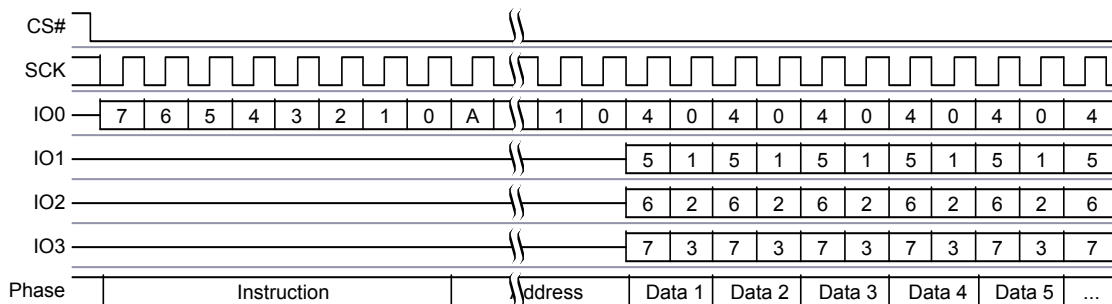 CS#
SCK
IO0 7 6 5 4 3 2 1 0 A 1 0 4 0 4 0 4 0 4 0 4 0 4
IO1 5 1 5 1 5 1 5 1 5 1 5
IO2 6 2 6 2 6 2 6 2 6 2 6
IO3 7 3 7 3 7 3 7 3 7 3 7
Phase Instruction Address Data 1 Data 2 Data 3 Data 4 Data 5 ...